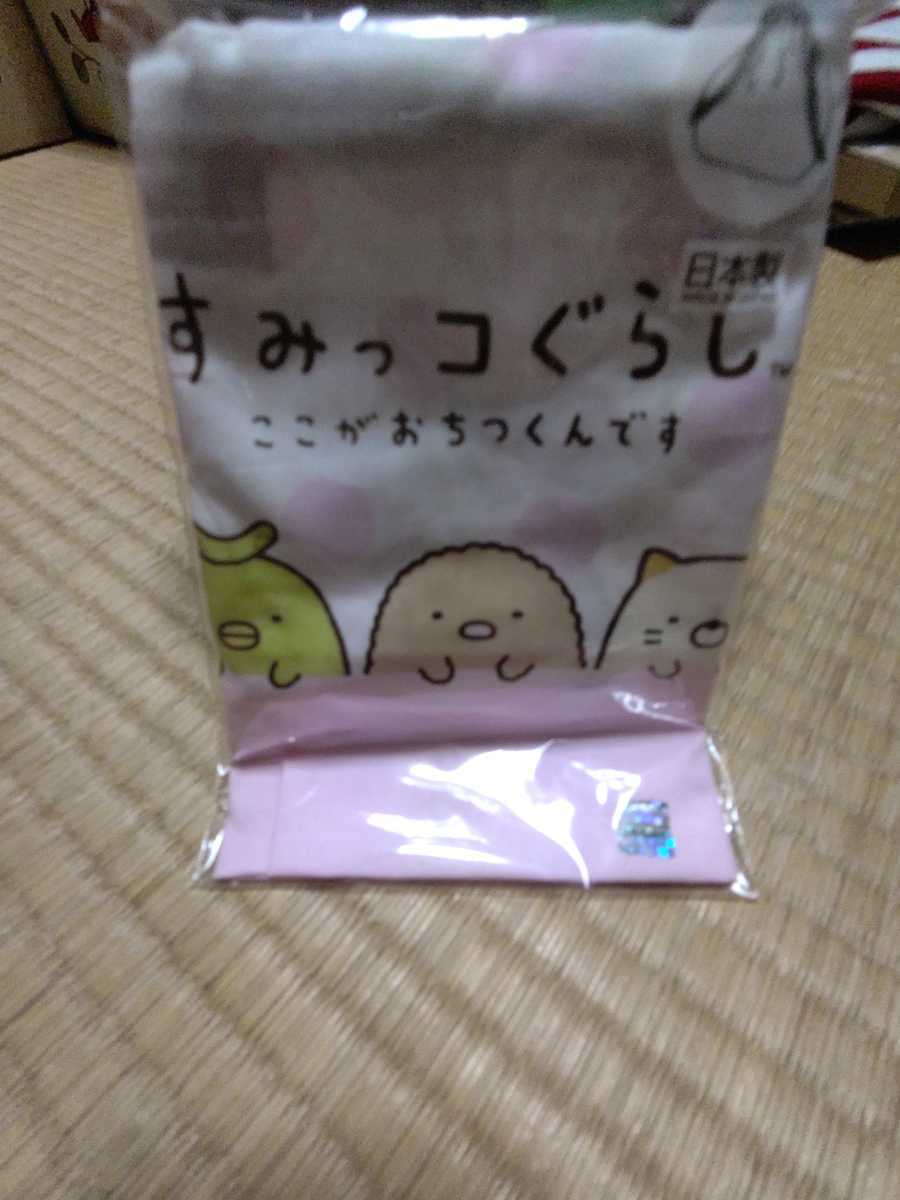 日本製
すみっコぐらし
TM
ここがおちつくんです